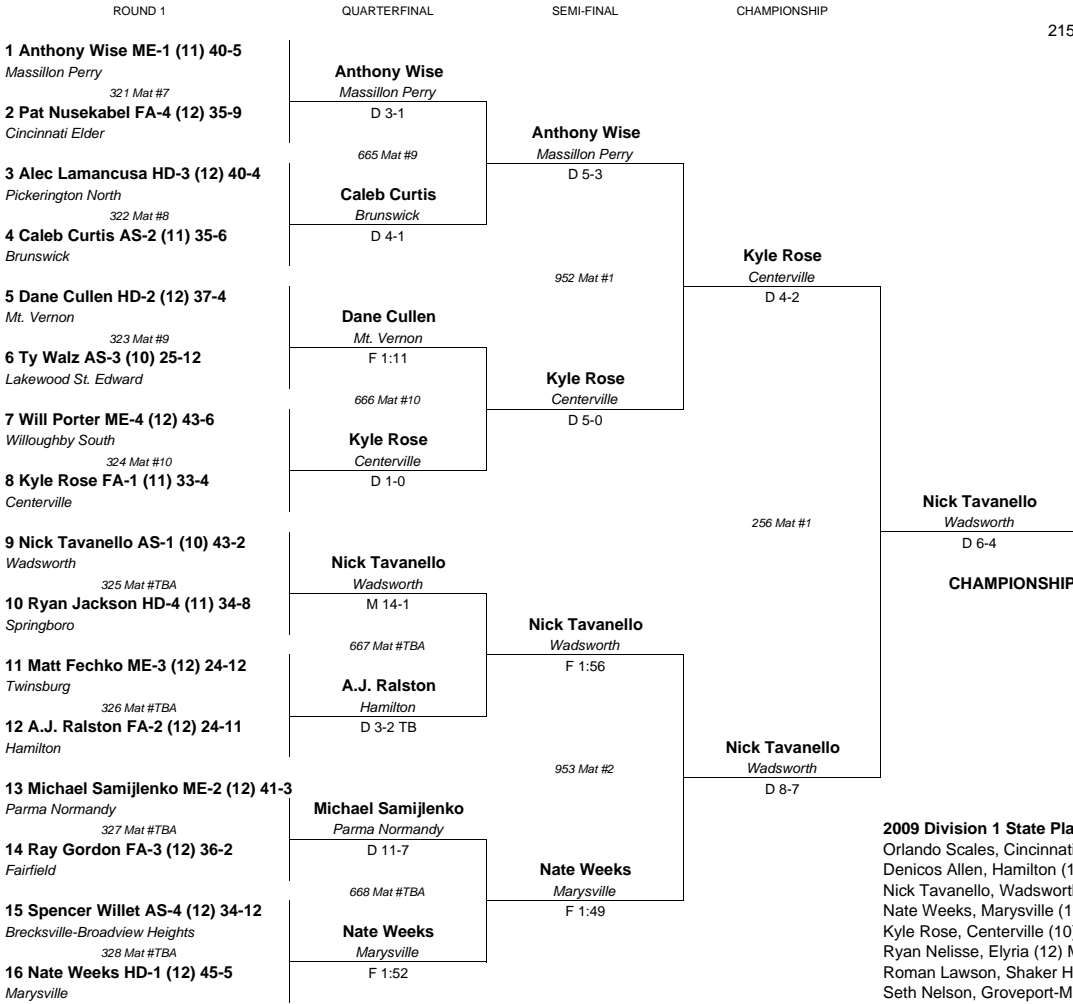 ROUND 1
QUARTERFINAL
SEMI-FINAL
CHAMPIONSHIP
215
1 Anthony Wise ME-1 (11) 40-5
Massillon Perry
321 Mat #7
2 Pat Nusekabel FA-4 (12) 35-9
Cincinnati Elder
3 Alec Lamancusa HD-3 (12) 40-4
Pickerington North
322 Mat #8
4 Caleb Curtis AS-2 (11) 35-6
Brunswick
5 Dane Cullen HD-2 (12) 37-4
Mt. Vernon
323 Mat #9
6 Ty Walz AS-3 (10) 25-12
Lakewood St. Edward
7 Will Porter ME-4 (12) 43-6
Willoughby South
324 Mat #10
8 Kyle Rose FA-1 (11) 33-4
Centerville
9 Nick Tavanello AS-1 (10) 43-2
Wadsworth
325 Mat #TBA
10 Ryan Jackson HD-4 (11) 34-8
Springboro
11 Matt Fechko ME-3 (12) 24-12
Twinsburg
326 Mat #TBA
12 A.J. Ralston FA-2 (12) 24-11
Hamilton
13 Michael Samijlenko ME-2 (12) 41-3
Parma Normandy
327 Mat #TBA
14 Ray Gordon FA-3 (12) 36-2
Fairfield
15 Spencer Willet AS-4 (12) 34-12
Brecksville-Broadview Heights
328 Mat #TBA
16 Nate Weeks HD-1 (12) 45-5
Marysville
Anthony Wise
Massillon Perry
D 3-1
665 Mat #9
Caleb Curtis
Brunswick
D 4-1
Dane Cullen
Mt. Vernon
F 1:11
666 Mat #10
Kyle Rose
Centerville
D 1-0
Nick Tavanello
Wadsworth
M 14-1
667 Mat #TBA
A.J. Ralston
Hamilton
D 3-2 TB
Michael Samijlenko
Parma Normandy
D 11-7
668 Mat #TBA
Nate Weeks
Marysville
F 1:52
Anthony Wise
Massillon Perry
D 5-3
952 Mat #1
Kyle Rose
Centerville
D 5-0
Nick Tavanello
Wadsworth
F 1:56
953 Mat #2
Nate Weeks
Marysville
F 1:49
Kyle Rose
Centerville
D 4-2
256 Mat #1
Nick Tavanello
Wadsworth
D 8-7
Nick Tavanello
Wadsworth
D 6-4
CHAMPIONSHIP
2009 Division 1 State Pla
Orlando Scales, Cincinnati
Denicos Allen, Hamilton (1
Nick Tavanello, Wadsworth
Nate Weeks, Marysville (1
Kyle Rose, Centerville (10)
Ryan Nelisse, Elyria (12) M
Roman Lawson, Shaker H
Seth Nelson, Groveport-M